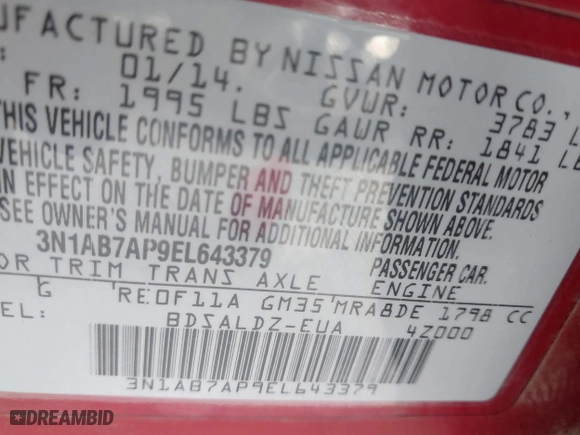 UFACTURED BY NISSAN MOTOR CO.,
01/14. GVWR: 3783 L
FR: 1995 LBS GAWR RR: 1841 LB
THIS VEHICLE CONFORMS TO ALL APPLICABLE FEDERAL MOTOR
VEHICLE SAFETY, BUMPER AND THEFT PREVENTION STANDARDS
IN EFFECT ON THE DATE OF MANUFACTURE SHOWN ABOVE.
SEE OWNER'S MANUAL FOR ADDITIONAL INFORMATION.
3N1AB7AP9EL643379 PASSENGER CAR.
OR TRIM TRANS AXLE ENGINE
G RE0F11A GM35 MRA8DE 1798 CC
EL: BDSALDZ-EUA 4Z000
3N1AB7AP9EL643379
DREAMBID